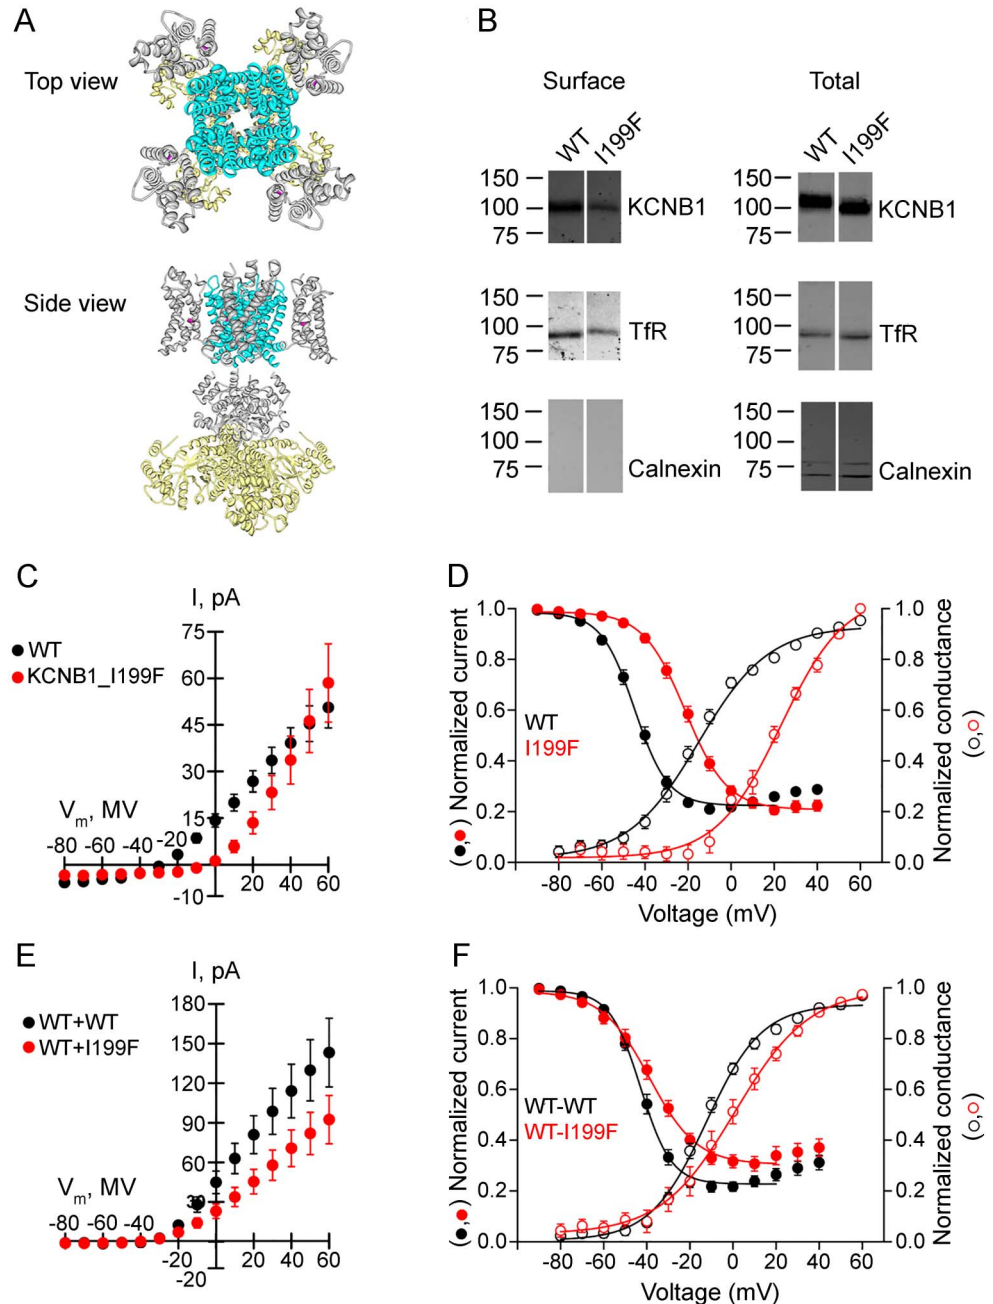 A
Top view
Side view
B
Surface
Total
WT
I199F
WT
I199F
150
100
75
KCNB1
150
100
75
KCNB1
150
100
75
TfR
150
100
75
TfR
150
100
75
Calnexin
150
100
75
Calnexin
C
I, pA
WT
KCNB1_I199F
75
60
45
30
15
-10
Vm, MV
-80 -60 -40 -20
20 40 60
D
1.0
0.8
0.6
0.4
0.2
0.0
(●,●) Normalized current
WT
I199F
1.0
0.8
0.6
0.4
0.2
0.0
Normalized conductance
(○,○)
-80 -60 -40 -20 0 20 40 60
Voltage (mV)
E
I, pA
WT+WT
WT+I199F
180
150
120
90
60
30
-20
Vm, MV
-80 -60 -40
20 40 60
F
1.0
0.8
0.6
0.4
0.2
0.0
(●,●) Normalized current
WT-WT
WT-I199F
1.0
0.8
0.6
0.4
0.2
0.0
Normalized conductance
(○,○)
-80 -60 -40 -20 0 20 40 60
Voltage (mV)